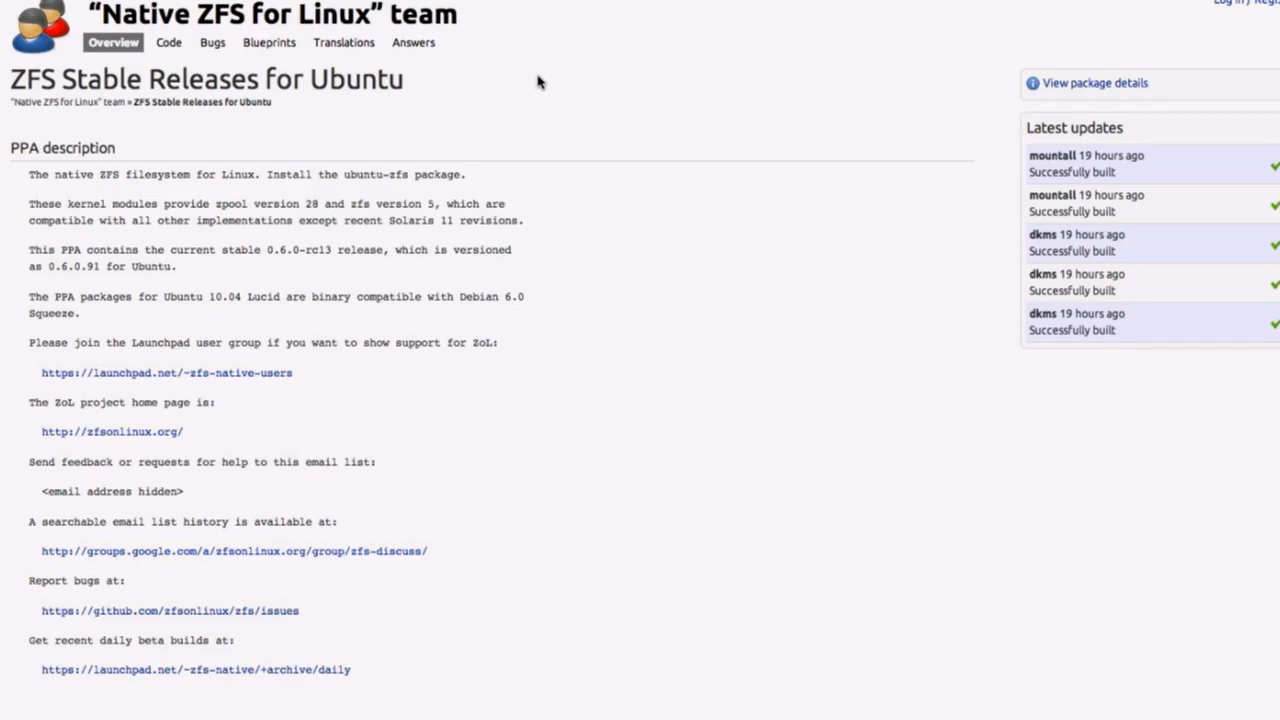 Log in / Regi
“Native ZFS for Linux” team
Overview Code Bugs Blueprints Translations Answers
ZFS Stable Releases for Ubuntu
"Native ZFS for Linux" team » ZFS Stable Releases for Ubuntu
PPA description
The native ZFS filesystem for Linux. Install the ubuntu-zfs package.
These kernel modules provide zpool version 28 and zfs version 5, which are
compatible with all other implementations except recent Solaris 11 revisions.
This PPA contains the current stable 0.6.0-rc13 release, which is versioned
as 0.6.0.91 for Ubuntu.
The PPA packages for Ubuntu 10.04 Lucid are binary compatible with Debian 6.0
Squeeze.
Please join the Launchpad user group if you want to show support for ZoL:
https://launchpad.net/~zfs-native-users
The ZoL project home page is:
http://zfsonlinux.org/
Send feedback or requests for help to this email list:
<email address hidden>
A searchable email list history is available at:
http://groups.google.com/a/zfsonlinux.org/group/zfs-discuss/
Report bugs at:
https://github.com/zfsonlinux/zfs/issues
Get recent daily beta builds at:
https://launchpad.net/~zfs-native/+archive/daily
View package details
Latest updates
mountall 19 hours ago
Successfully built
mountall 19 hours ago
Successfully built
dkms 19 hours ago
Successfully built
dkms 19 hours ago
Successfully built
dkms 19 hours ago
Successfully built